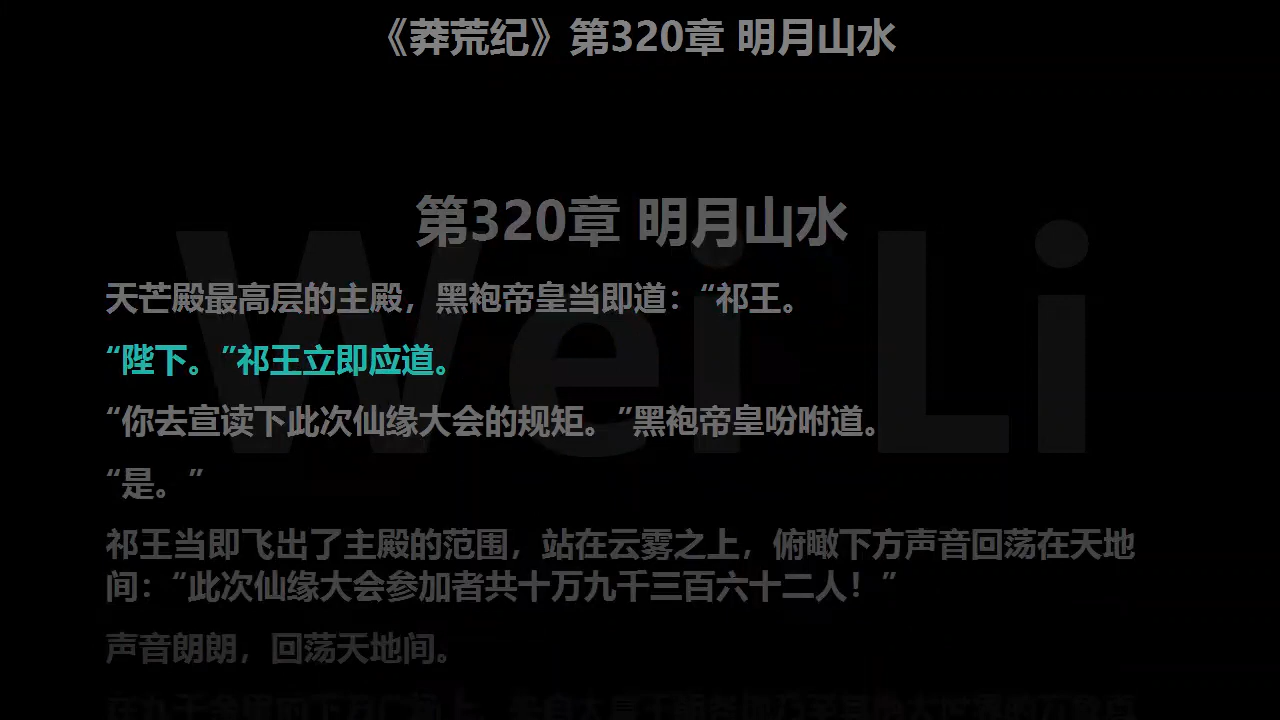 《莽荒纪》第320章 明月山水
第320章 明月山水
Wei Li
天芒殿最高层的主殿，黑袍帝皇当即道：“祁王。
“陛下。”祁王立即应道。
“你去宣读下此次仙缘大会的规矩。”黑袍帝皇吩咐道。
“是。”
祁王当即飞出了主殿的范围，站在云雾之上，俯瞰下方声音回荡在天地
间：“此次仙缘大会参加者共十万九千三百六十二人！”
声音朗朗，回荡天地间。